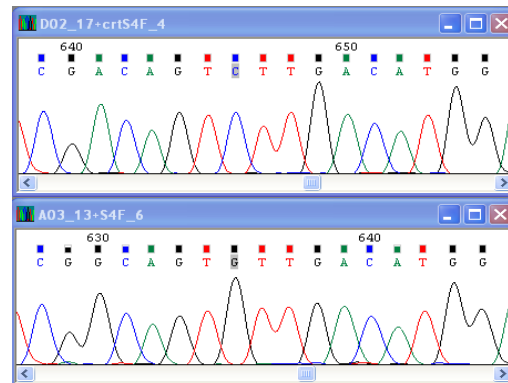 D02_17+crtS4F_4
640 650
C G A C A G T C T T G A C A T G G
A03_13+S4F_6
630 640
C G G C A G T G T T G A C A T G G